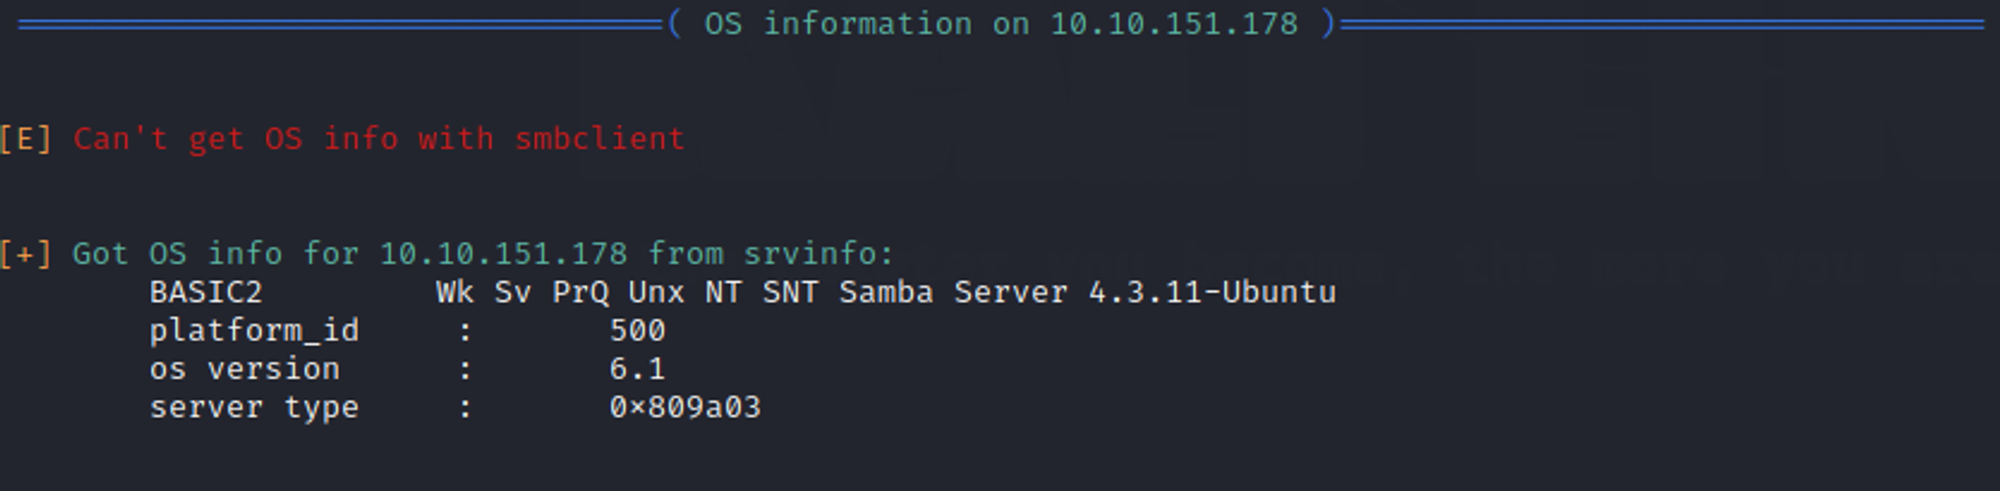 ( OS information on 10.10.151.178 )
[E] Can't get OS info with smbclient
[+] Got OS info for 10.10.151.178 from srvinfo:
BASIC2 Wk Sv PrQ Unx NT SNT Samba Server 4.3.11-Ubuntu
platform_id : 500
os version : 6.1
server type : 0×809a03